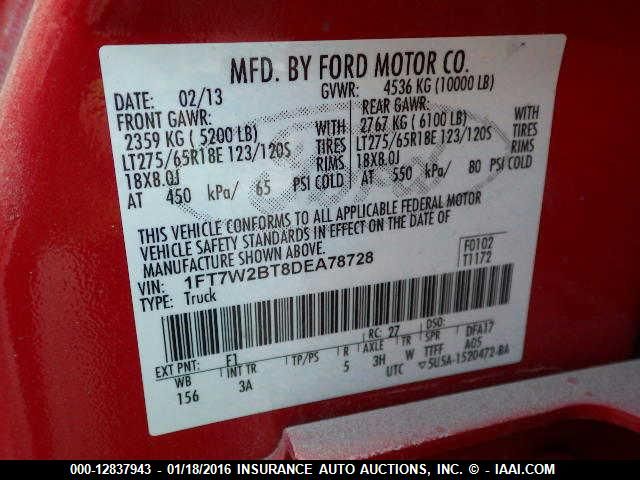 MFD. BY FORD MOTOR CO.
DATE: 02/13 GVWR: 4536 KG (10000 LB)
FRONT GAWR: REAR GAWR:
2359 KG ( 5200 LB) WITH 2767 KG ( 6100 LB) WITH
LT275/65R18E 123/120S TIRES LT275/65R18E 123/120S TIRES
18X8.0J RIMS 18X8.0J RIMS
AT 450 kPa/ 65 PSI COLD AT 550 kPa/ 80 PSI COLD
THIS VEHICLE CONFORMS TO ALL APPLICABLE FEDERAL MOTOR
VEHICLE SAFETY STANDARDS IN EFFECT ON THE DATE OF
MANUFACTURE SHOWN ABOVE.
VIN: 1FT7W2BT8DEA78728 F0102
TYPE: Truck T1172
EXT PNT: F1 RC: 27 DSO:
WB INT TR TP/PS R AXLE TR SPR DFA17
156 3A 5 3H W TTFF A05
UTC 5U5A-1520472-BA
000-12837943 - 01/18/2016 INSURANCE AUTO AUCTIONS, INC. - IAAI.COM